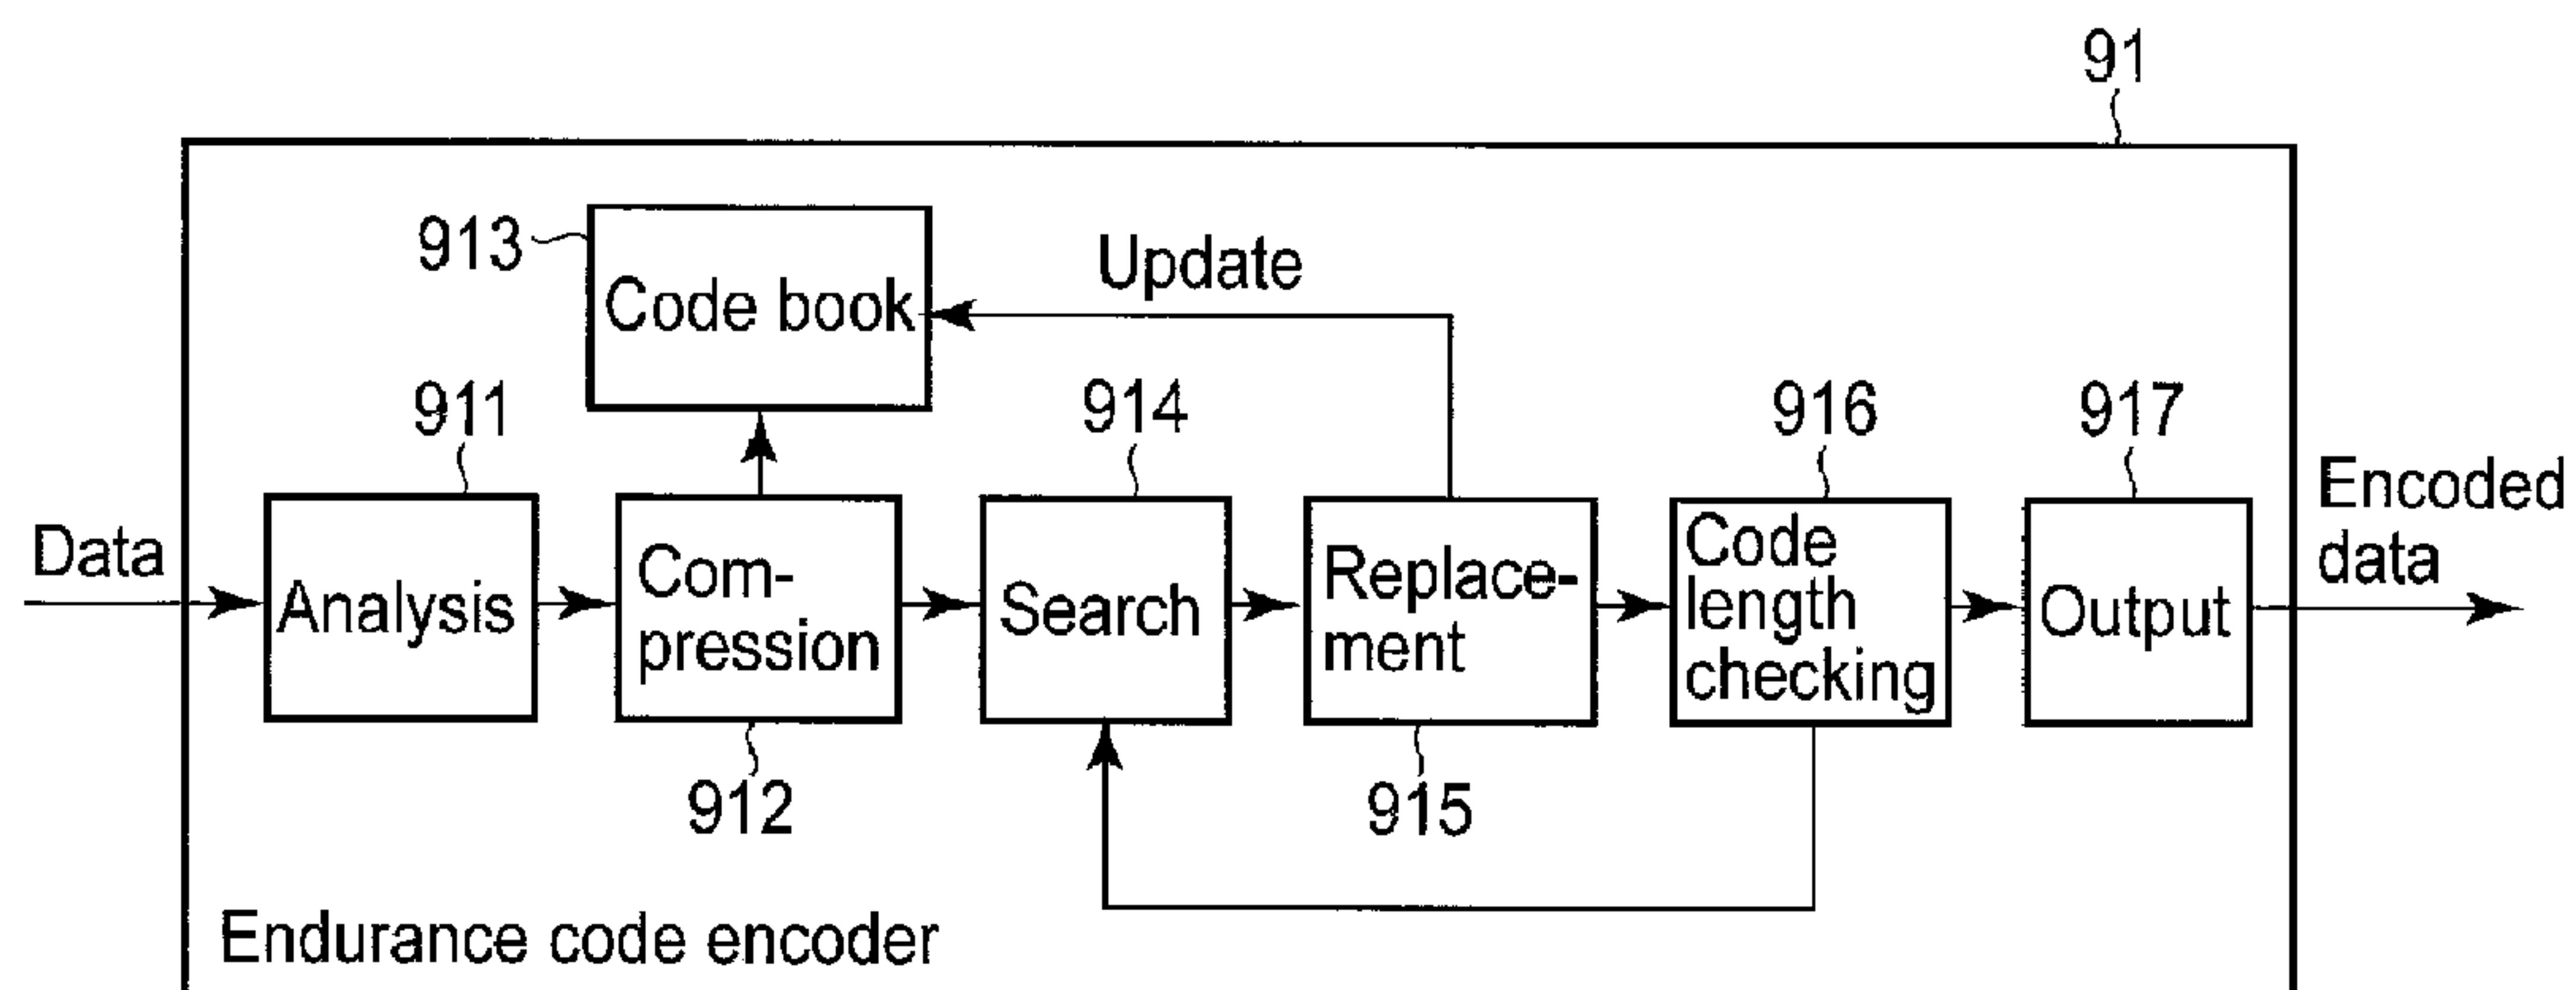 91
913
Code book
Update
911
914
916
917
Data
Analysis
Com-
pression
Search
Replace-
ment
Code
length
checking
Output
Encoded
data
912
915
Endurance code encoder